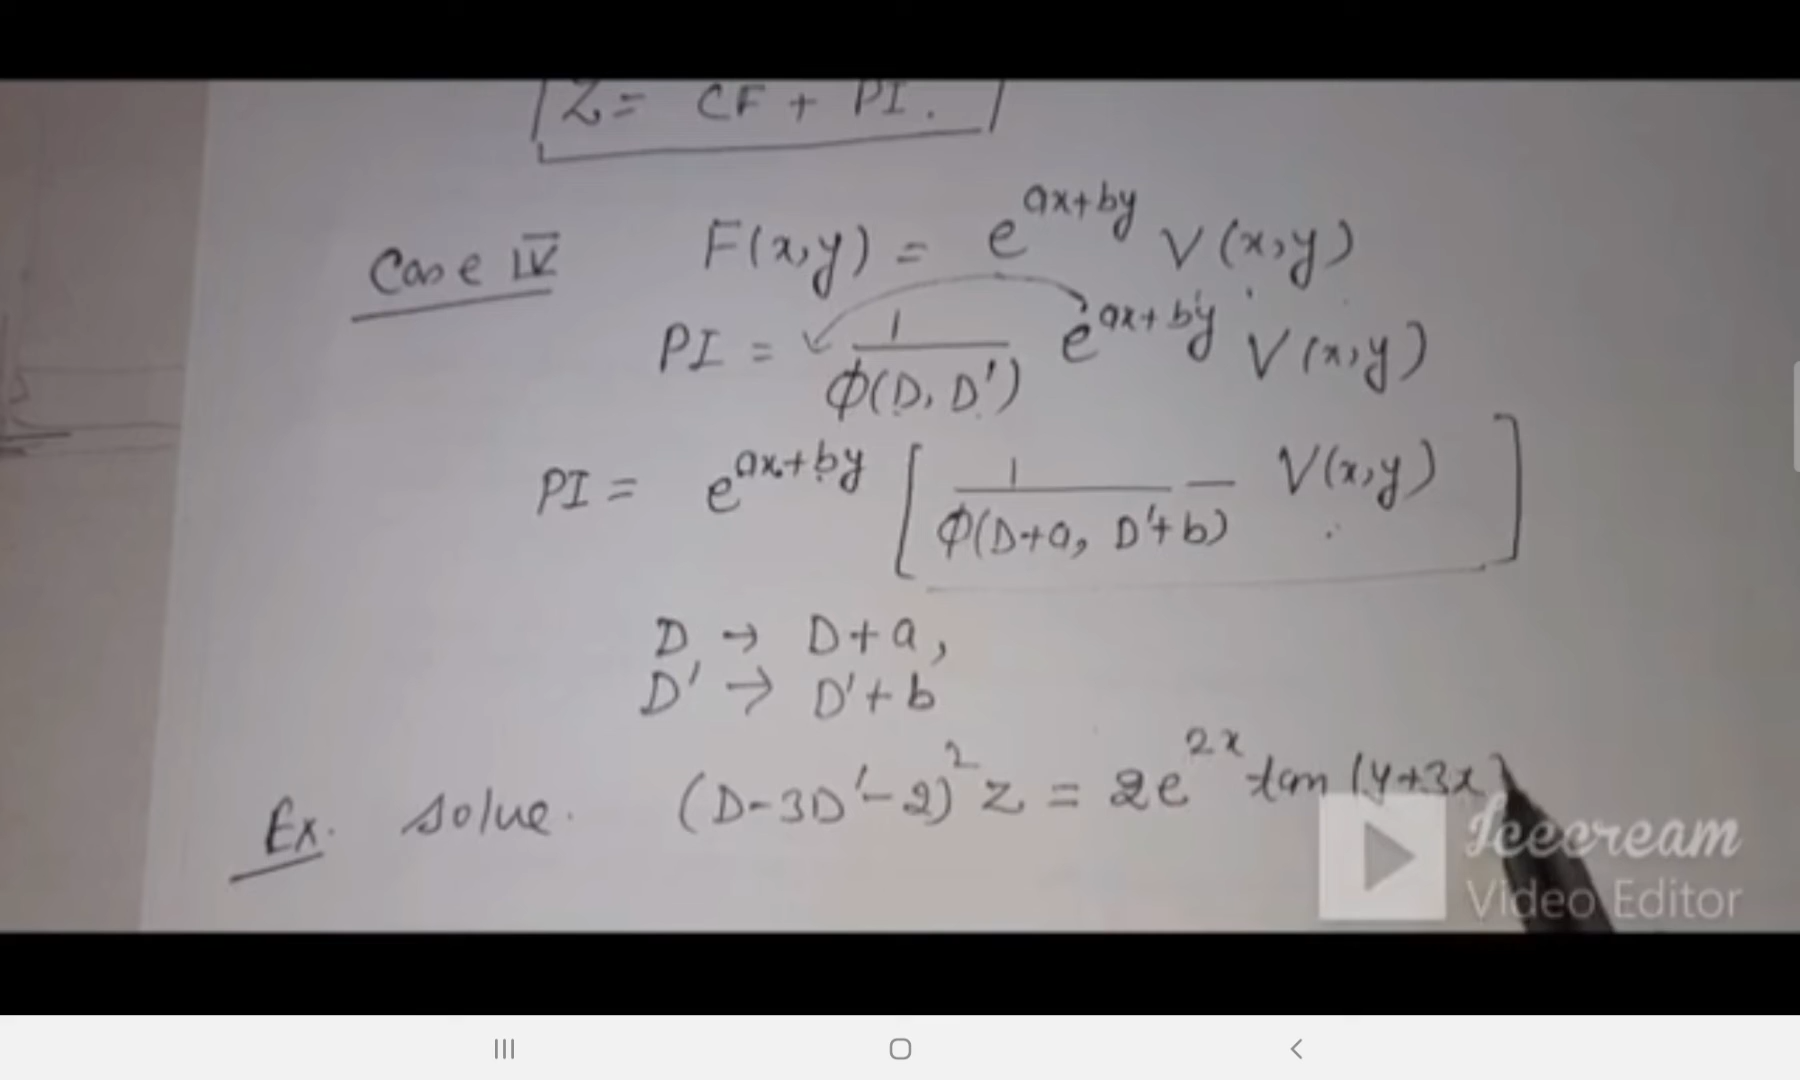 Z = CF + PI.
Case IV F(x,y) = e^{ax+by} V(x,y)
PI = 1/ϕ(D, D') e^{ax+by} V(x,y)
PI = e^{ax+by} [ 1/ϕ(D+a, D'+b) V(x,y) ]
D → D+a,
D' → D'+b
Ex. solve. (D-3D'-2)^2 z = 2e^{2x} tan (y+3x)
Icecream
Video Editor